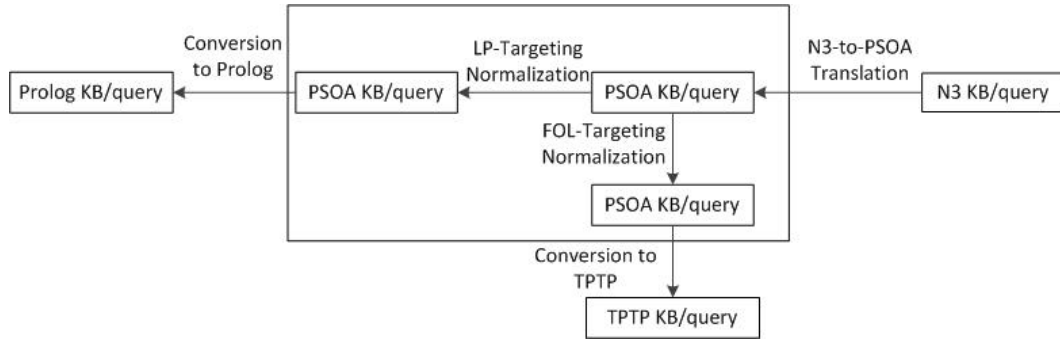 Conversion
to Prolog
LP-Targeting
Normalization
N3-to-PSOA
Translation
Prolog KB/query
PSOA KB/query
PSOA KB/query
N3 KB/query
FOL-Targeting
Normalization
PSOA KB/query
Conversion to
TPTP
TPTP KB/query